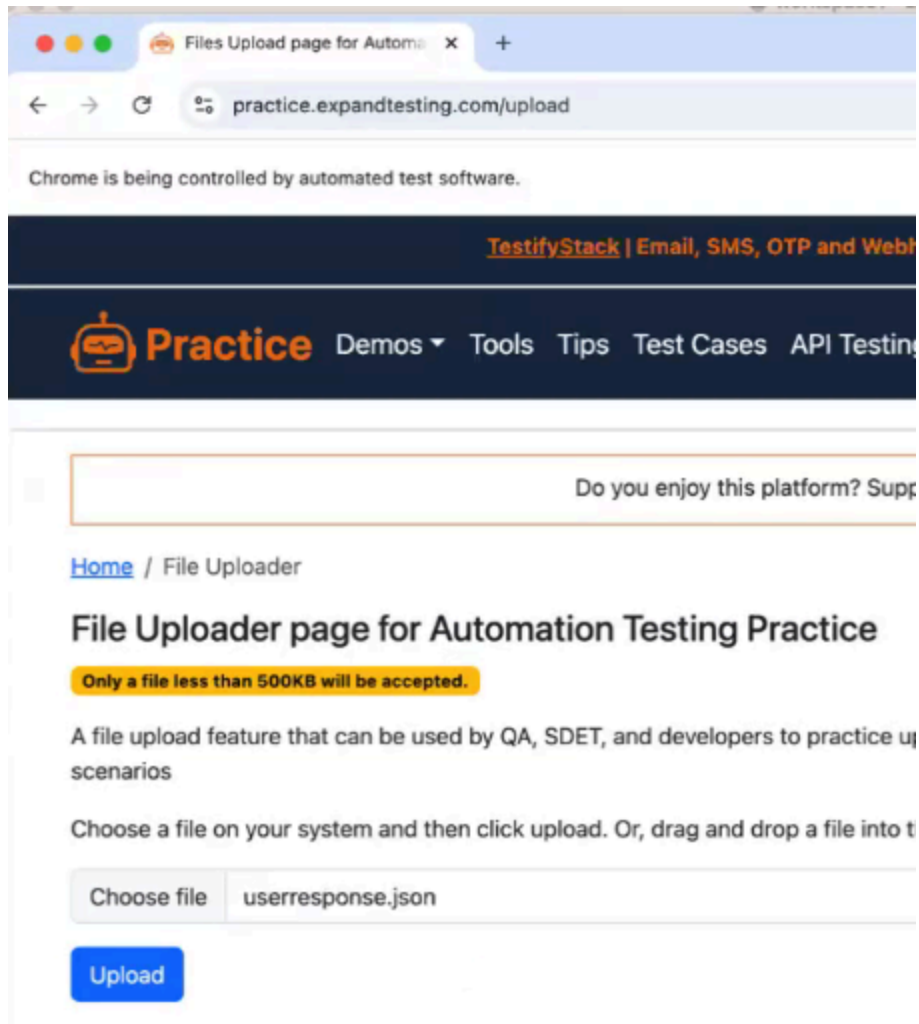 Files Upload page for Automa
practice.expandtesting.com/upload
Chrome is being controlled by automated test software.
TestifyStack | Email, SMS, OTP and Webh
Practice Demos Tools Tips Test Cases API Testing
Do you enjoy this platform? Supp
Home / File Uploader
File Uploader page for Automation Testing Practice
Only a file less than 500KB will be accepted.
A file upload feature that can be used by QA, SDET, and developers to practice up
scenarios
Choose a file on your system and then click upload. Or, drag and drop a file into t
Choose file userresponse.json
Upload